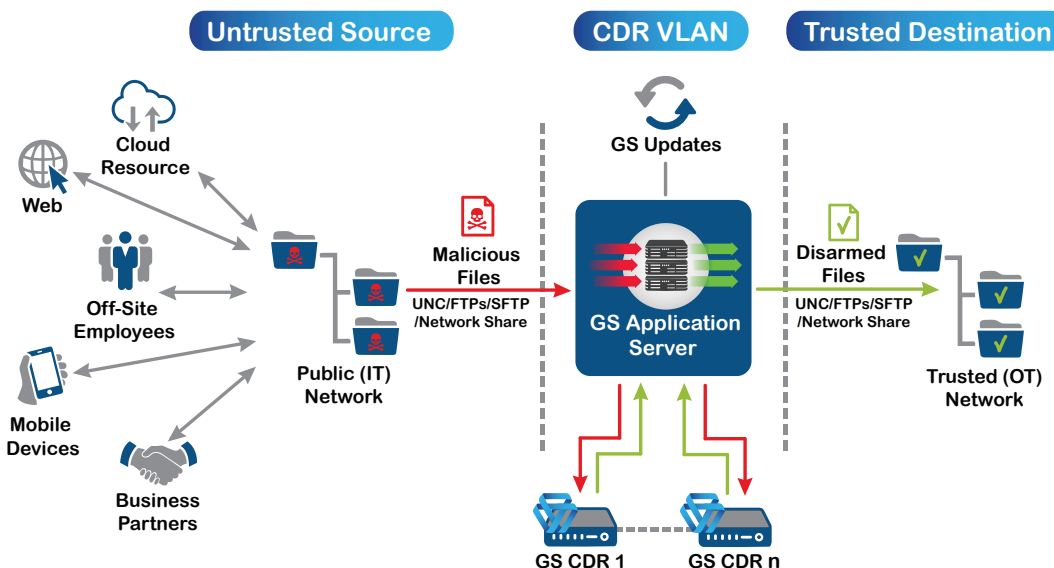 Untrusted Source
CDR VLAN
Trusted Destination
Cloud
Resource
Web
Off-Site
Employees
Mobile
Devices
Business
Partners
Public (IT)
Network
Malicious
Files
UNC/FTPs/SFTP
/Network Share
GS Updates
GS Application
Server
GS CDR 1
GS CDR n
Disarmed
Files
UNC/FTPs/SFTP
/Network Share
Trusted (OT)
Network